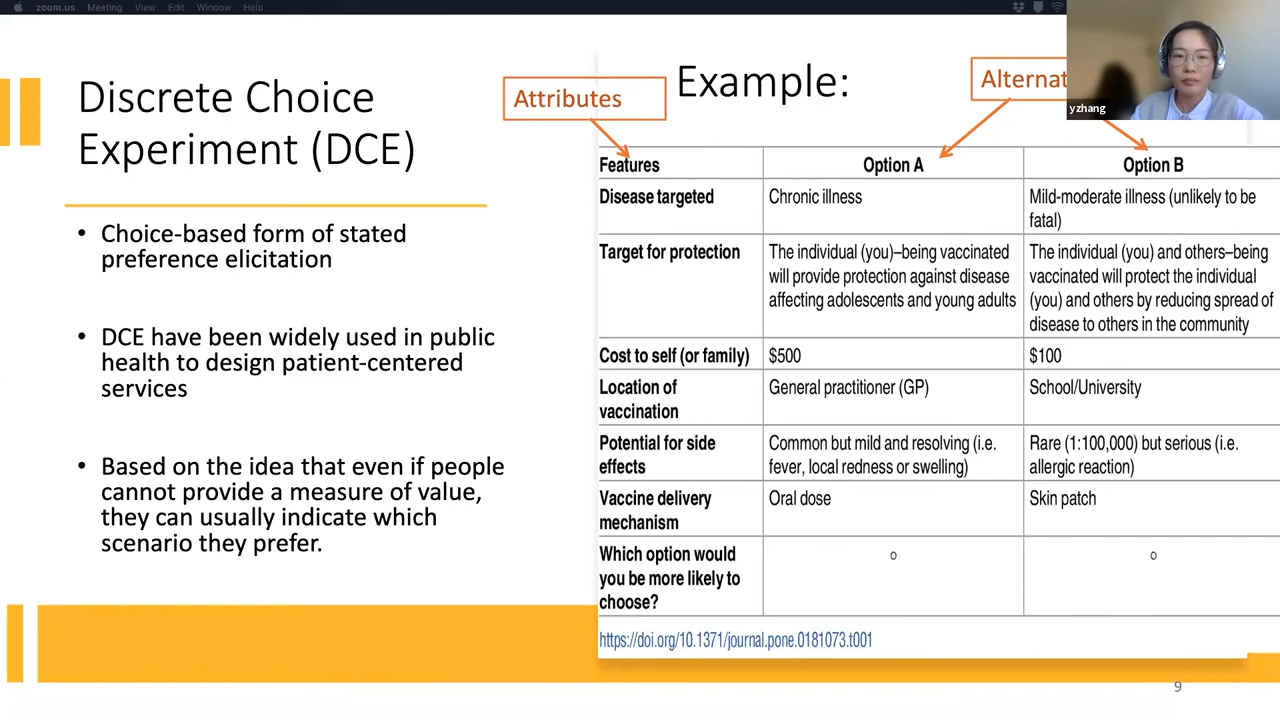 zoom.us Meeting View Edit Window Help
Discrete Choice
Experiment (DCE)
• Choice-based form of stated
preference elicitation
• DCE have been widely used in public
health to design patient-centered
services
• Based on the idea that even if people
cannot provide a measure of value,
they can usually indicate which
scenario they prefer.
Attributes
Example:
yzhang
Features Option A Option B
Disease targeted Chronic illness Mild-moderate illness (unlikely to be
fatal)
Target for protection The individual (you)–being vaccinated The individual (you) and others–being
will provide protection against disease vaccinated will protect the individual
affecting adolescents and young adults (you) and others by reducing spread of
disease to others in the community
Cost to self (or family) $500 $100
Location of General practitioner (GP) School/University
vaccination
Potential for side Common but mild and resolving (i.e. Rare (1:100,000) but serious (i.e.
effects fever, local redness or swelling) allergic reaction)
Vaccine delivery Oral dose Skin patch
mechanism
Which option would
you be more likely to
choose?
https://doi.org/10.1371/journal.pone.0181073.t001
9